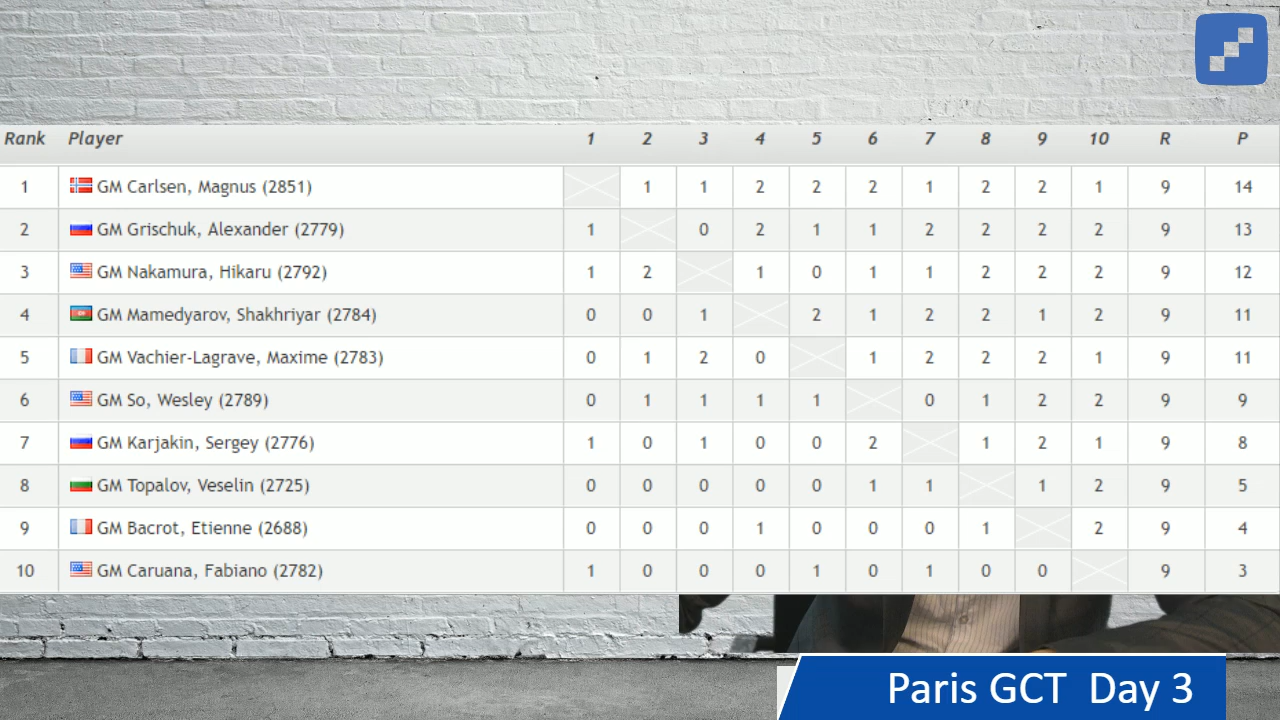 Rank Player 1 2 3 4 5 6 7 8 9 10 R P
1 GM Carlsen, Magnus (2851) 1 1 2 2 2 1 2 2 1 9 14
2 GM Grischuk, Alexander (2779) 1 0 2 1 1 2 2 2 2 9 13
3 GM Nakamura, Hikaru (2792) 1 2 1 0 1 1 2 2 2 9 12
4 GM Mamedyarov, Shakhriyar (2784) 0 0 1 2 1 2 2 1 2 9 11
5 GM Vachier-Lagrave, Maxime (2783) 0 1 2 0 1 2 2 2 1 9 11
6 GM So, Wesley (2789) 0 1 1 1 1 0 1 2 2 9 9
7 GM Karjakin, Sergey (2776) 1 0 1 0 0 2 1 2 1 9 8
8 GM Topalov, Veselin (2725) 0 0 0 0 0 1 1 1 2 9 5
9 GM Bacrot, Etienne (2688) 0 0 0 1 0 0 0 1 2 9 4
10 GM Caruana, Fabiano (2782) 1 0 0 0 1 0 1 0 0 9 3
Paris GCT Day 3